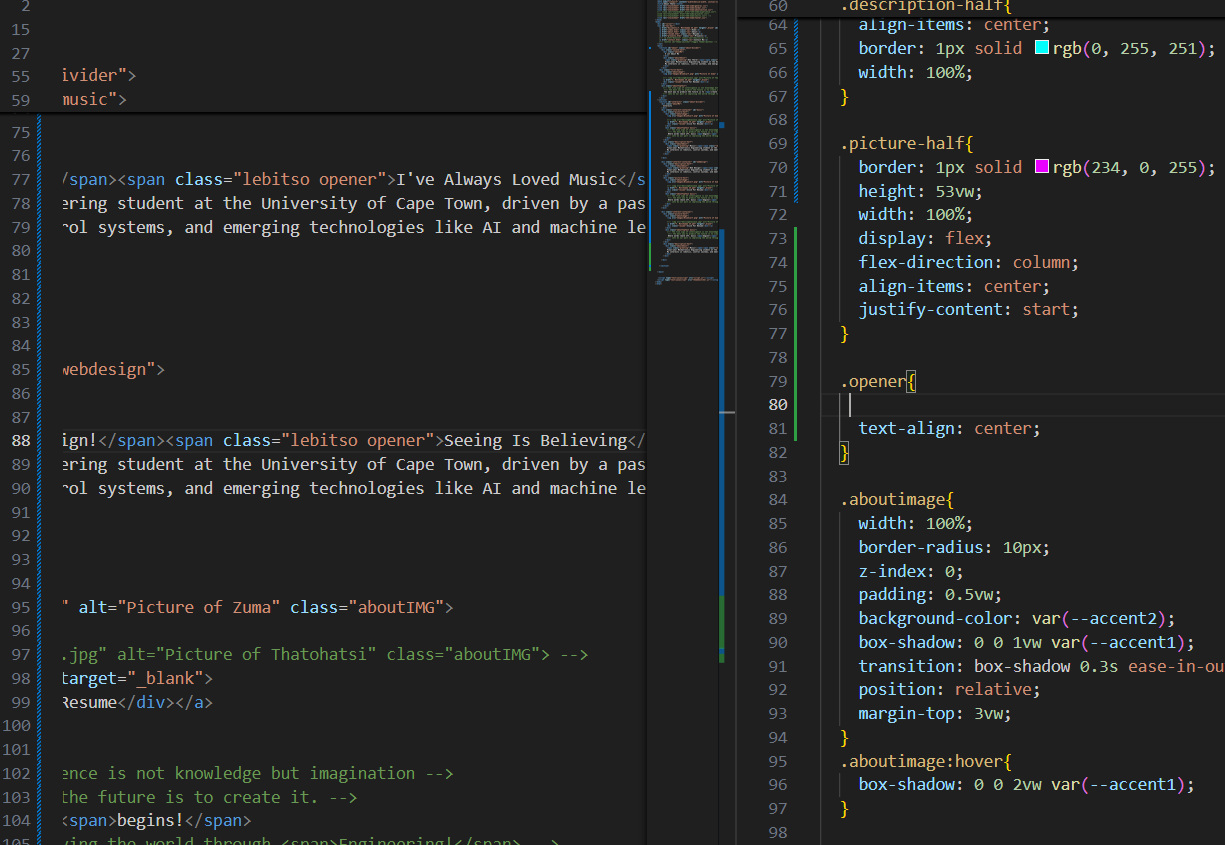 2
15
27
55 ivider">
59 music">
75
76
77 /span><span class="lebitso opener">I've Always Loved Music</s
78 ering student at the University of Cape Town, driven by a pas
79 rol systems, and emerging technologies like AI and machine le
80
81
82
83
84
85 webdesign">
86
87
88 ign!</span><span class="lebitso opener">Seeing Is Believing</
89 ering student at the University of Cape Town, driven by a pas
90 rol systems, and emerging technologies like AI and machine le
91
92
93
94
95 " alt="Picture of Zuma" class="aboutIMG">
96
97 .jpg" alt="Picture of Thatohatsi" class="aboutIMG"> -->
98 target="_blank">
99 Resume</div></a>
100
101
102 ence is not knowledge but imagination -->
103 the future is to create it. -->
104 <span>begins!</span>
105 ving the world through <span>Engineering!</span> -->
60 .description-half{
64 align-items: center;
65 border: 1px solid rgb(0, 255, 251);
66 width: 100%;
67 }
68
69 .picture-half{
70 border: 1px solid rgb(234, 0, 255);
71 height: 53vw;
72 width: 100%;
73 display: flex;
74 flex-direction: column;
75 align-items: center;
76 justify-content: start;
77 }
78
79 .opener{
80
81 text-align: center;
82 }
83
84 .aboutimage{
85 width: 100%;
86 border-radius: 10px;
87 z-index: 0;
88 padding: 0.5vw;
89 background-color: var(--accent2);
90 box-shadow: 0 0 1vw var(--accent1);
91 transition: box-shadow 0.3s ease-in-ou
92 position: relative;
93 margin-top: 3vw;
94 }
95 .aboutimage:hover{
96 box-shadow: 0 0 2vw var(--accent1);
97 }
98